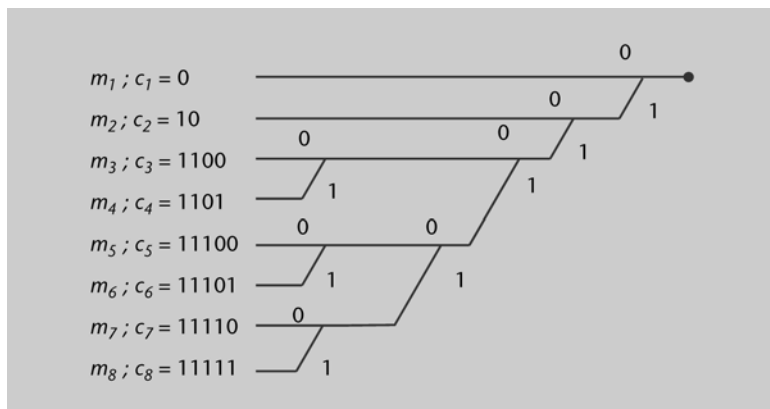 0
m₁ ; c₁ = 0
0
1
m₂ ; c₂ = 10
0
0
1
m₃ ; c₃ = 1100
1
1
m₄ ; c₄ = 1101
0
0
m₅ ; c₅ = 11100
1
1
m₆ ; c₆ = 11101
0
m₇ ; c₇ = 11110
1
m₈ ; c₈ = 11111